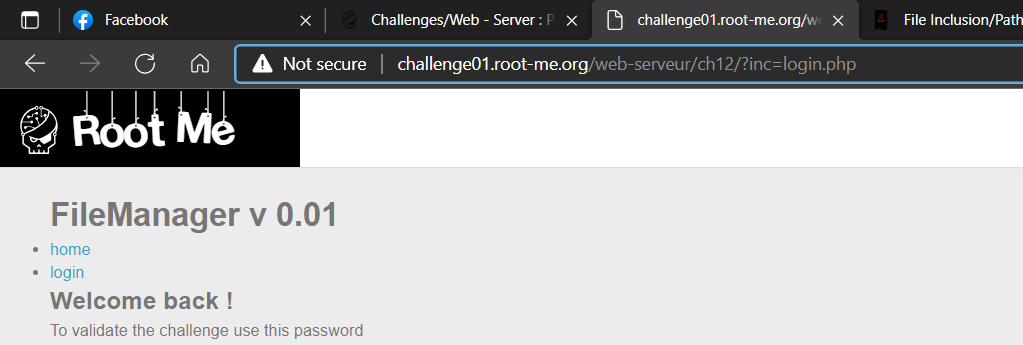 Facebook
Challenges/Web - Server : P
challenge01.root-me.org/we
File Inclusion/Path
Not secure
challenge01.root-me.org/web-serveur/ch12/?inc=login.php
Root Me
FileManager v 0.01
home
login
Welcome back !
To validate the challenge use this password